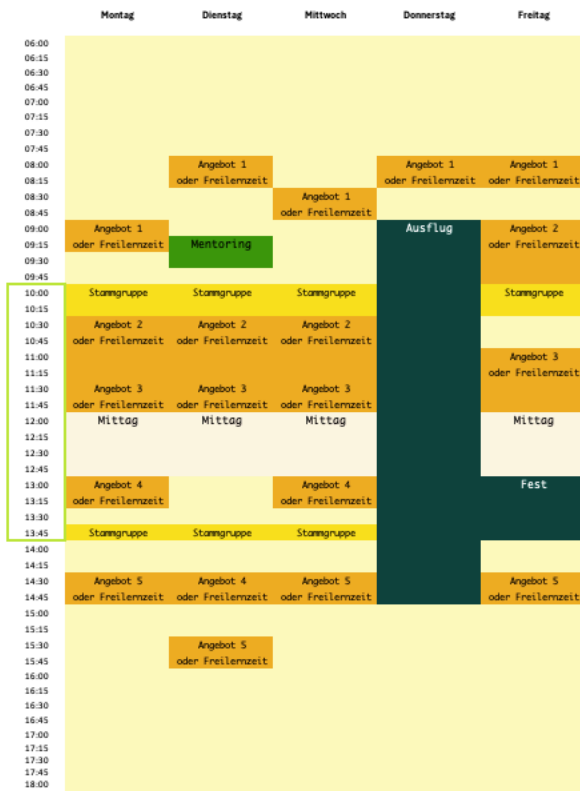 Montag Dienstag Mittwoch Donnerstag Freitag
06:00
06:15
06:30
06:45
07:00
07:15
07:30
07:45
08:00 Angebot 1 Angebot 1 Angebot 1
08:15 oder Freilernzeit oder Freilernzeit oder Freilernzeit
08:30 Angebot 1
08:45 oder Freilernzeit
09:00 Angebot 1 Ausflug Angebot 2
09:15 oder Freilernzeit Mentoring oder Freilernzeit
09:30
09:45
10:00 Stammgruppe Stammgruppe Stammgruppe Stammgruppe
10:15
10:30 Angebot 2 Angebot 2 Angebot 2
10:45 oder Freilernzeit oder Freilernzeit oder Freilernzeit
11:00 Angebot 3
11:15 oder Freilernzeit
11:30 Angebot 3 Angebot 3 Angebot 3
11:45 oder Freilernzeit oder Freilernzeit oder Freilernzeit
12:00 Mittag Mittag Mittag Mittag
12:15
12:30
12:45
13:00 Angebot 4 Angebot 4 Fest
13:15 oder Freilernzeit oder Freilernzeit
13:30
13:45 Stammgruppe Stammgruppe Stammgruppe
14:00
14:15
14:30 Angebot 5 Angebot 4 Angebot 5 Angebot 5
14:45 oder Freilernzeit oder Freilernzeit oder Freilernzeit oder Freilernzeit
15:00
15:15
15:30 Angebot 5
15:45 oder Freilernzeit
16:00
16:15
16:30
16:45
17:00
17:15
17:30
17:45
18:00